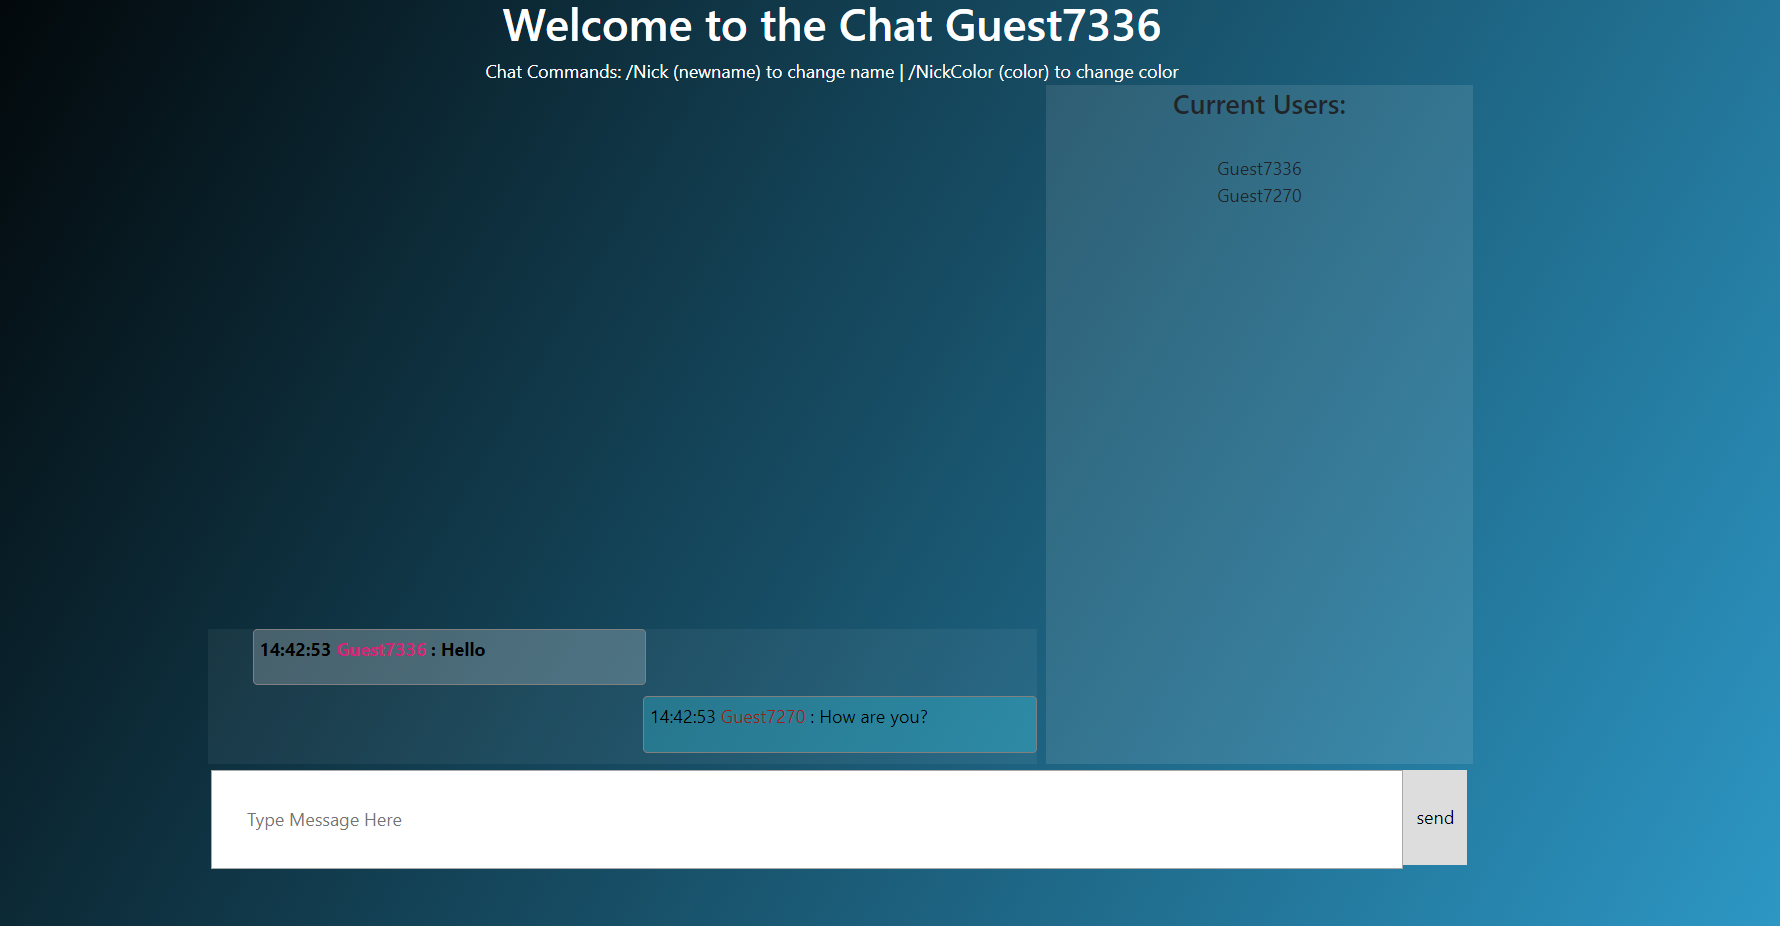 Welcome to the Chat Guest7336
Chat Commands: /Nick (newname) to change name | /NickColor (color) to change color
Current Users:
Guest7336
Guest7270
14:42:53 Guest7336 : Hello
14:42:53 Guest7270 : How are you?
Type Message Here
send